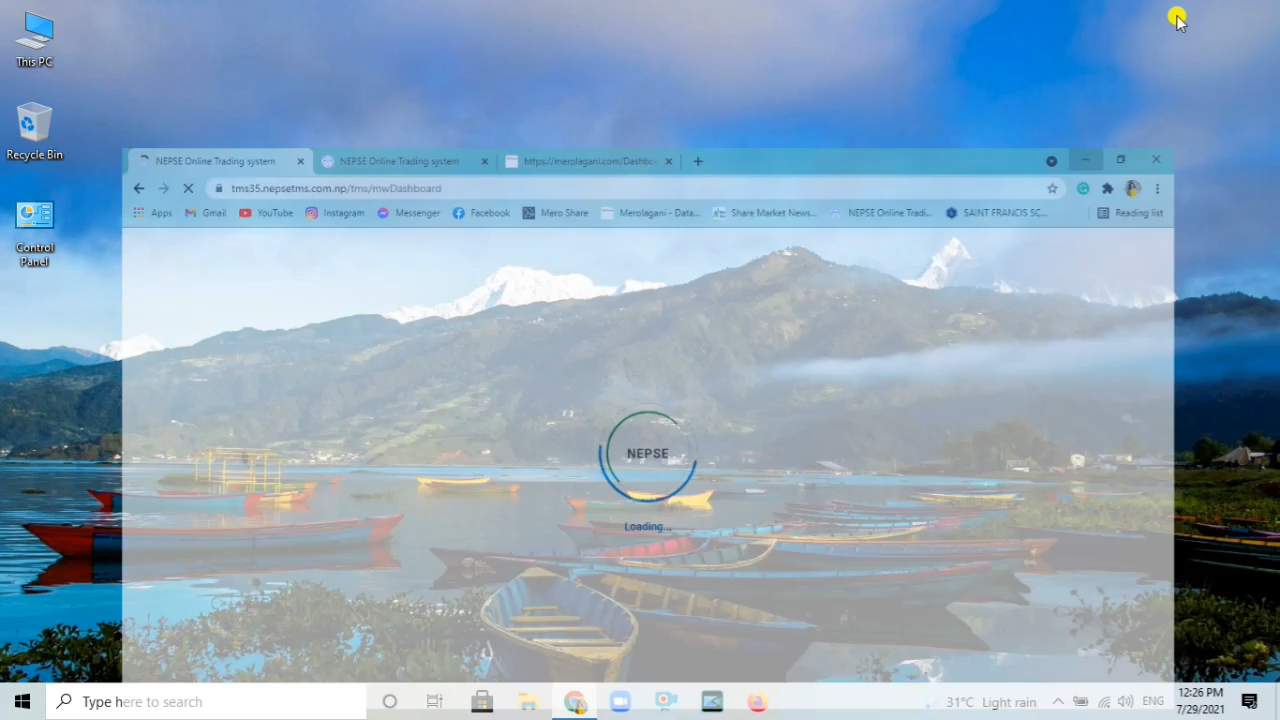 This PC
Recycle Bin
Control
Panel
NEPSE Online Trading system
NEPSE Online Trading system
https://merolagani.com/Dashbo
tms35.nepsetms.com.np/tms/mwDashboard
Apps
Gmail
YouTube
Instagram
Messenger
Facebook
Mero Share
Merolagani - Data...
Share Market News...
NEPSE Online Tradi...
SAINT FRANCIS SC...
Reading list
NEPSE
Loading...
Type here to search
31°C Light rain
ENG
12:26 PM
7/29/2021